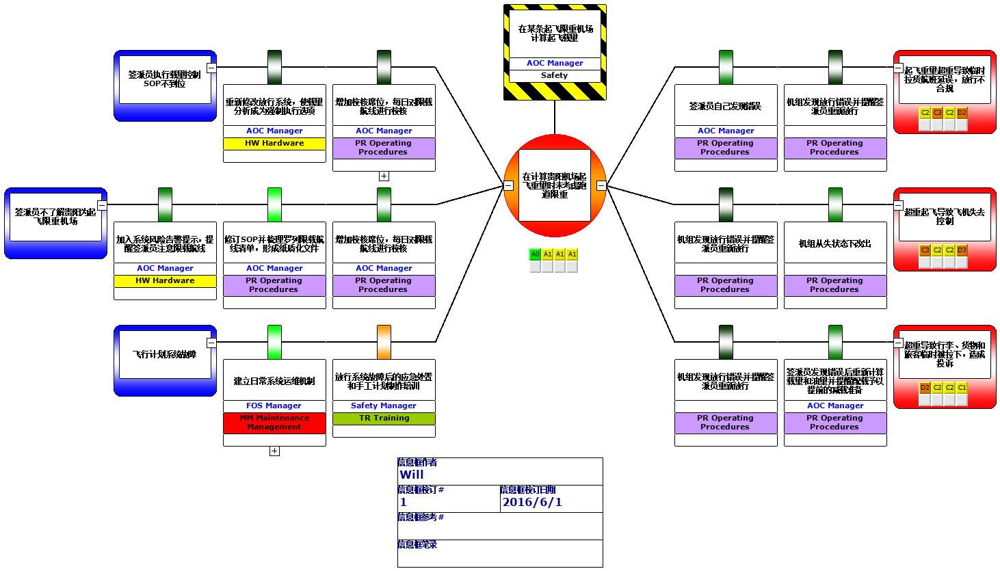 在某条起飞限重机场
计算起飞载量
AOC Manager
Safety
签派员执行载量控制
SOP不到位
重新修改放行系统，使载量
分析成为强制执行选项
AOC Manager
HW Hardware
增加校核席位，每日对限载
航线进行校核
AOC Manager
PR Operating
Procedures
签派员自己发现错误
AOC Manager
PR Operating
Procedures
机组发现放行错误并提醒签
派员重新放行
PR Operating
Procedures
起飞重量超重导致临时
拉货航班延误，放行不
合规
C2 C3 C2 D2
在计算贵阳机场起
飞重量时未考虑跑
道限重
A0 A1 A1 A1
签派员不了解贵阳为起
飞限重机场
加入系统风险告警提示，提
醒签派员注意限载航线
AOC Manager
HW Hardware
修订SOP并梳理罗列限载航
线清单，形成纸质化文件
AOC Manager
PR Operating
Procedures
增加校核席位，每日对限载
航线进行校核
AOC Manager
PR Operating
Procedures
机组发现放行错误并提醒签
派员重新放行
PR Operating
Procedures
机组从失状态下改出
PR Operating
Procedures
超重起飞导致飞机失去
控制
C3 C2 C2 D3
飞行计划系统故障
建立日常系统运维机制
FOS Manager
MM Maintenance
Management
放行系统故障后的应急处置
和手工计划制作培训
Safety Manager
TR Training
机组发现放行错误并提醒签
派员重新放行
PR Operating
Procedures
签派员发现错误后重新计算
载量和油量并提醒配载予以
提前的减载准备
AOC Manager
PR Operating
Procedures
超重导致行李、货物和
旅客临时被拉下，造成
投诉
D2 C2 C2 C1
信息框作者
Will
信息框校订 #
1
信息框校订日期
2016/6/1
信息框参考 #
信息框笔录